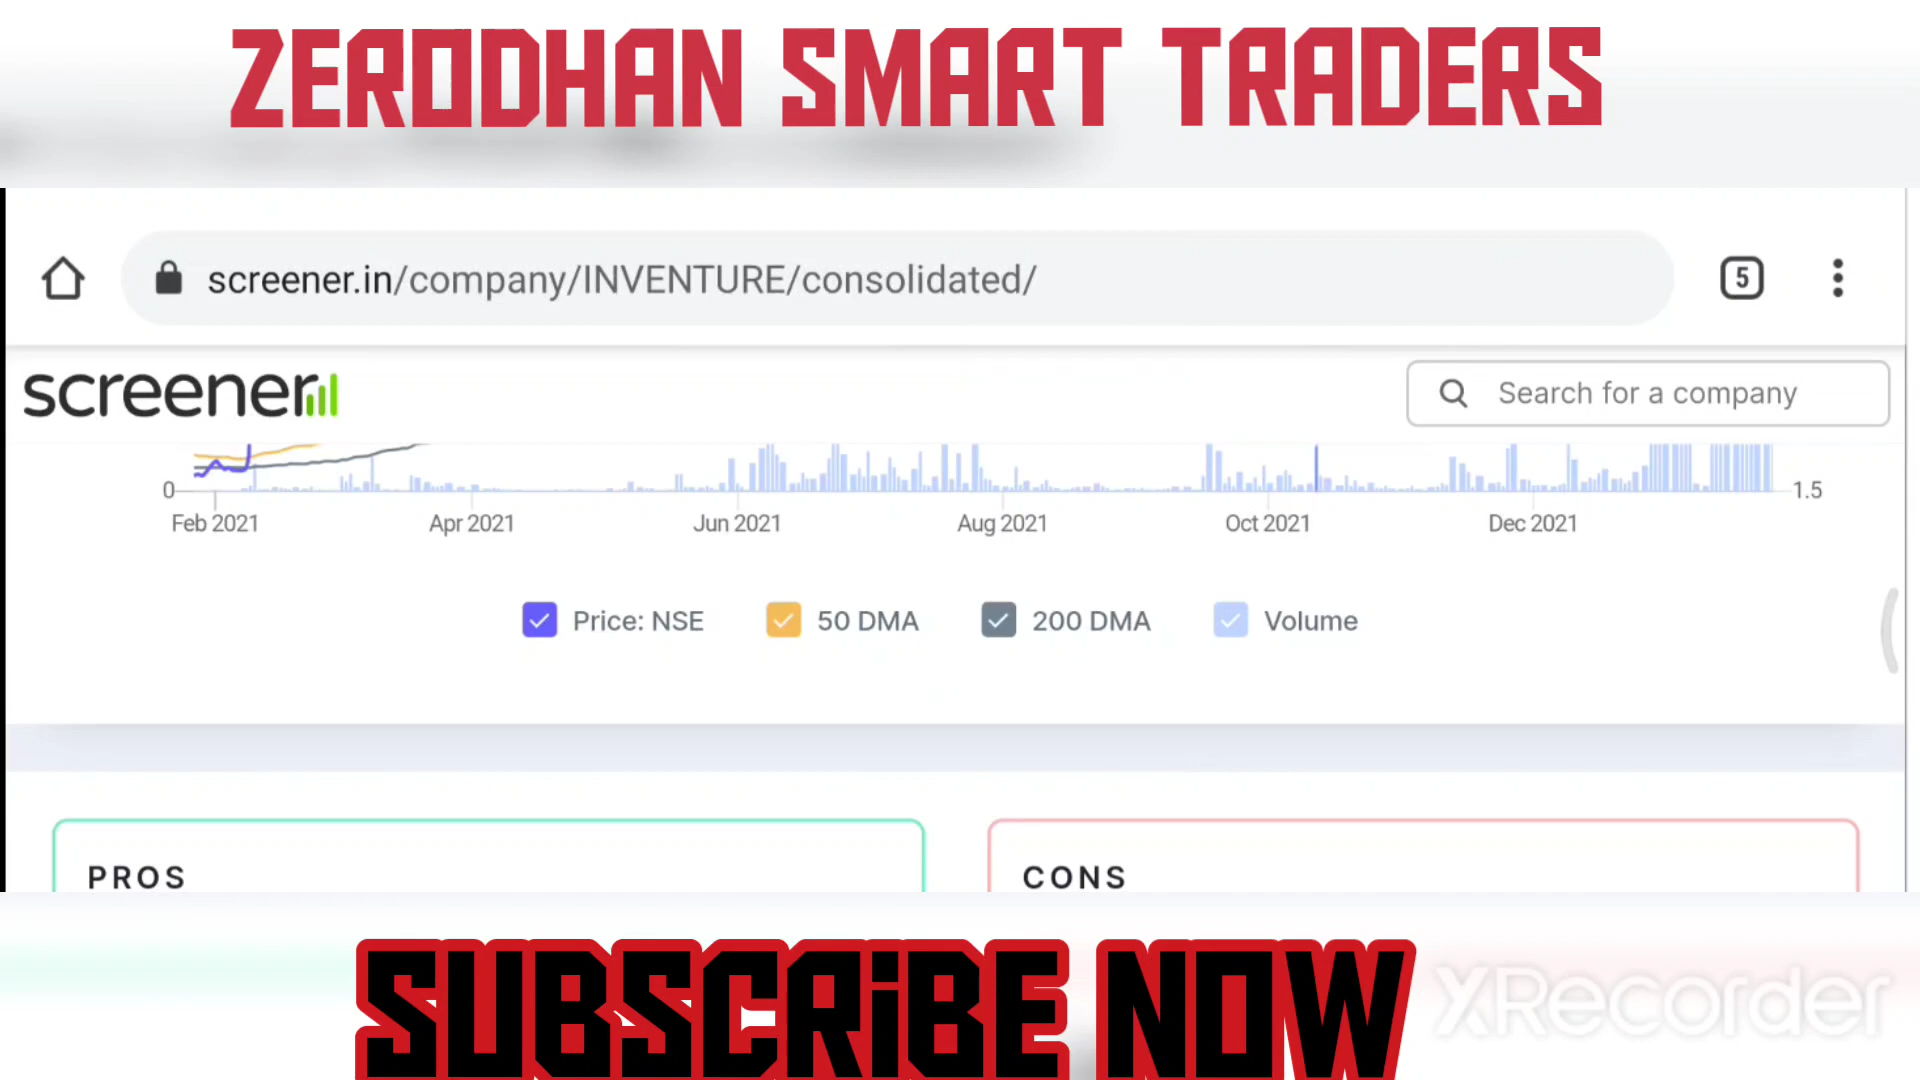 ZERODHAN SMART TRADERS
screener.in/company/INVENTURE/consolidated/
5
screener
Search for a company
0
1.5
Feb 2021 Apr 2021 Jun 2021 Aug 2021 Oct 2021 Dec 2021
Price: NSE 50 DMA 200 DMA Volume
PROS
CONS
SUBSCRiBE NOW
XRecorder